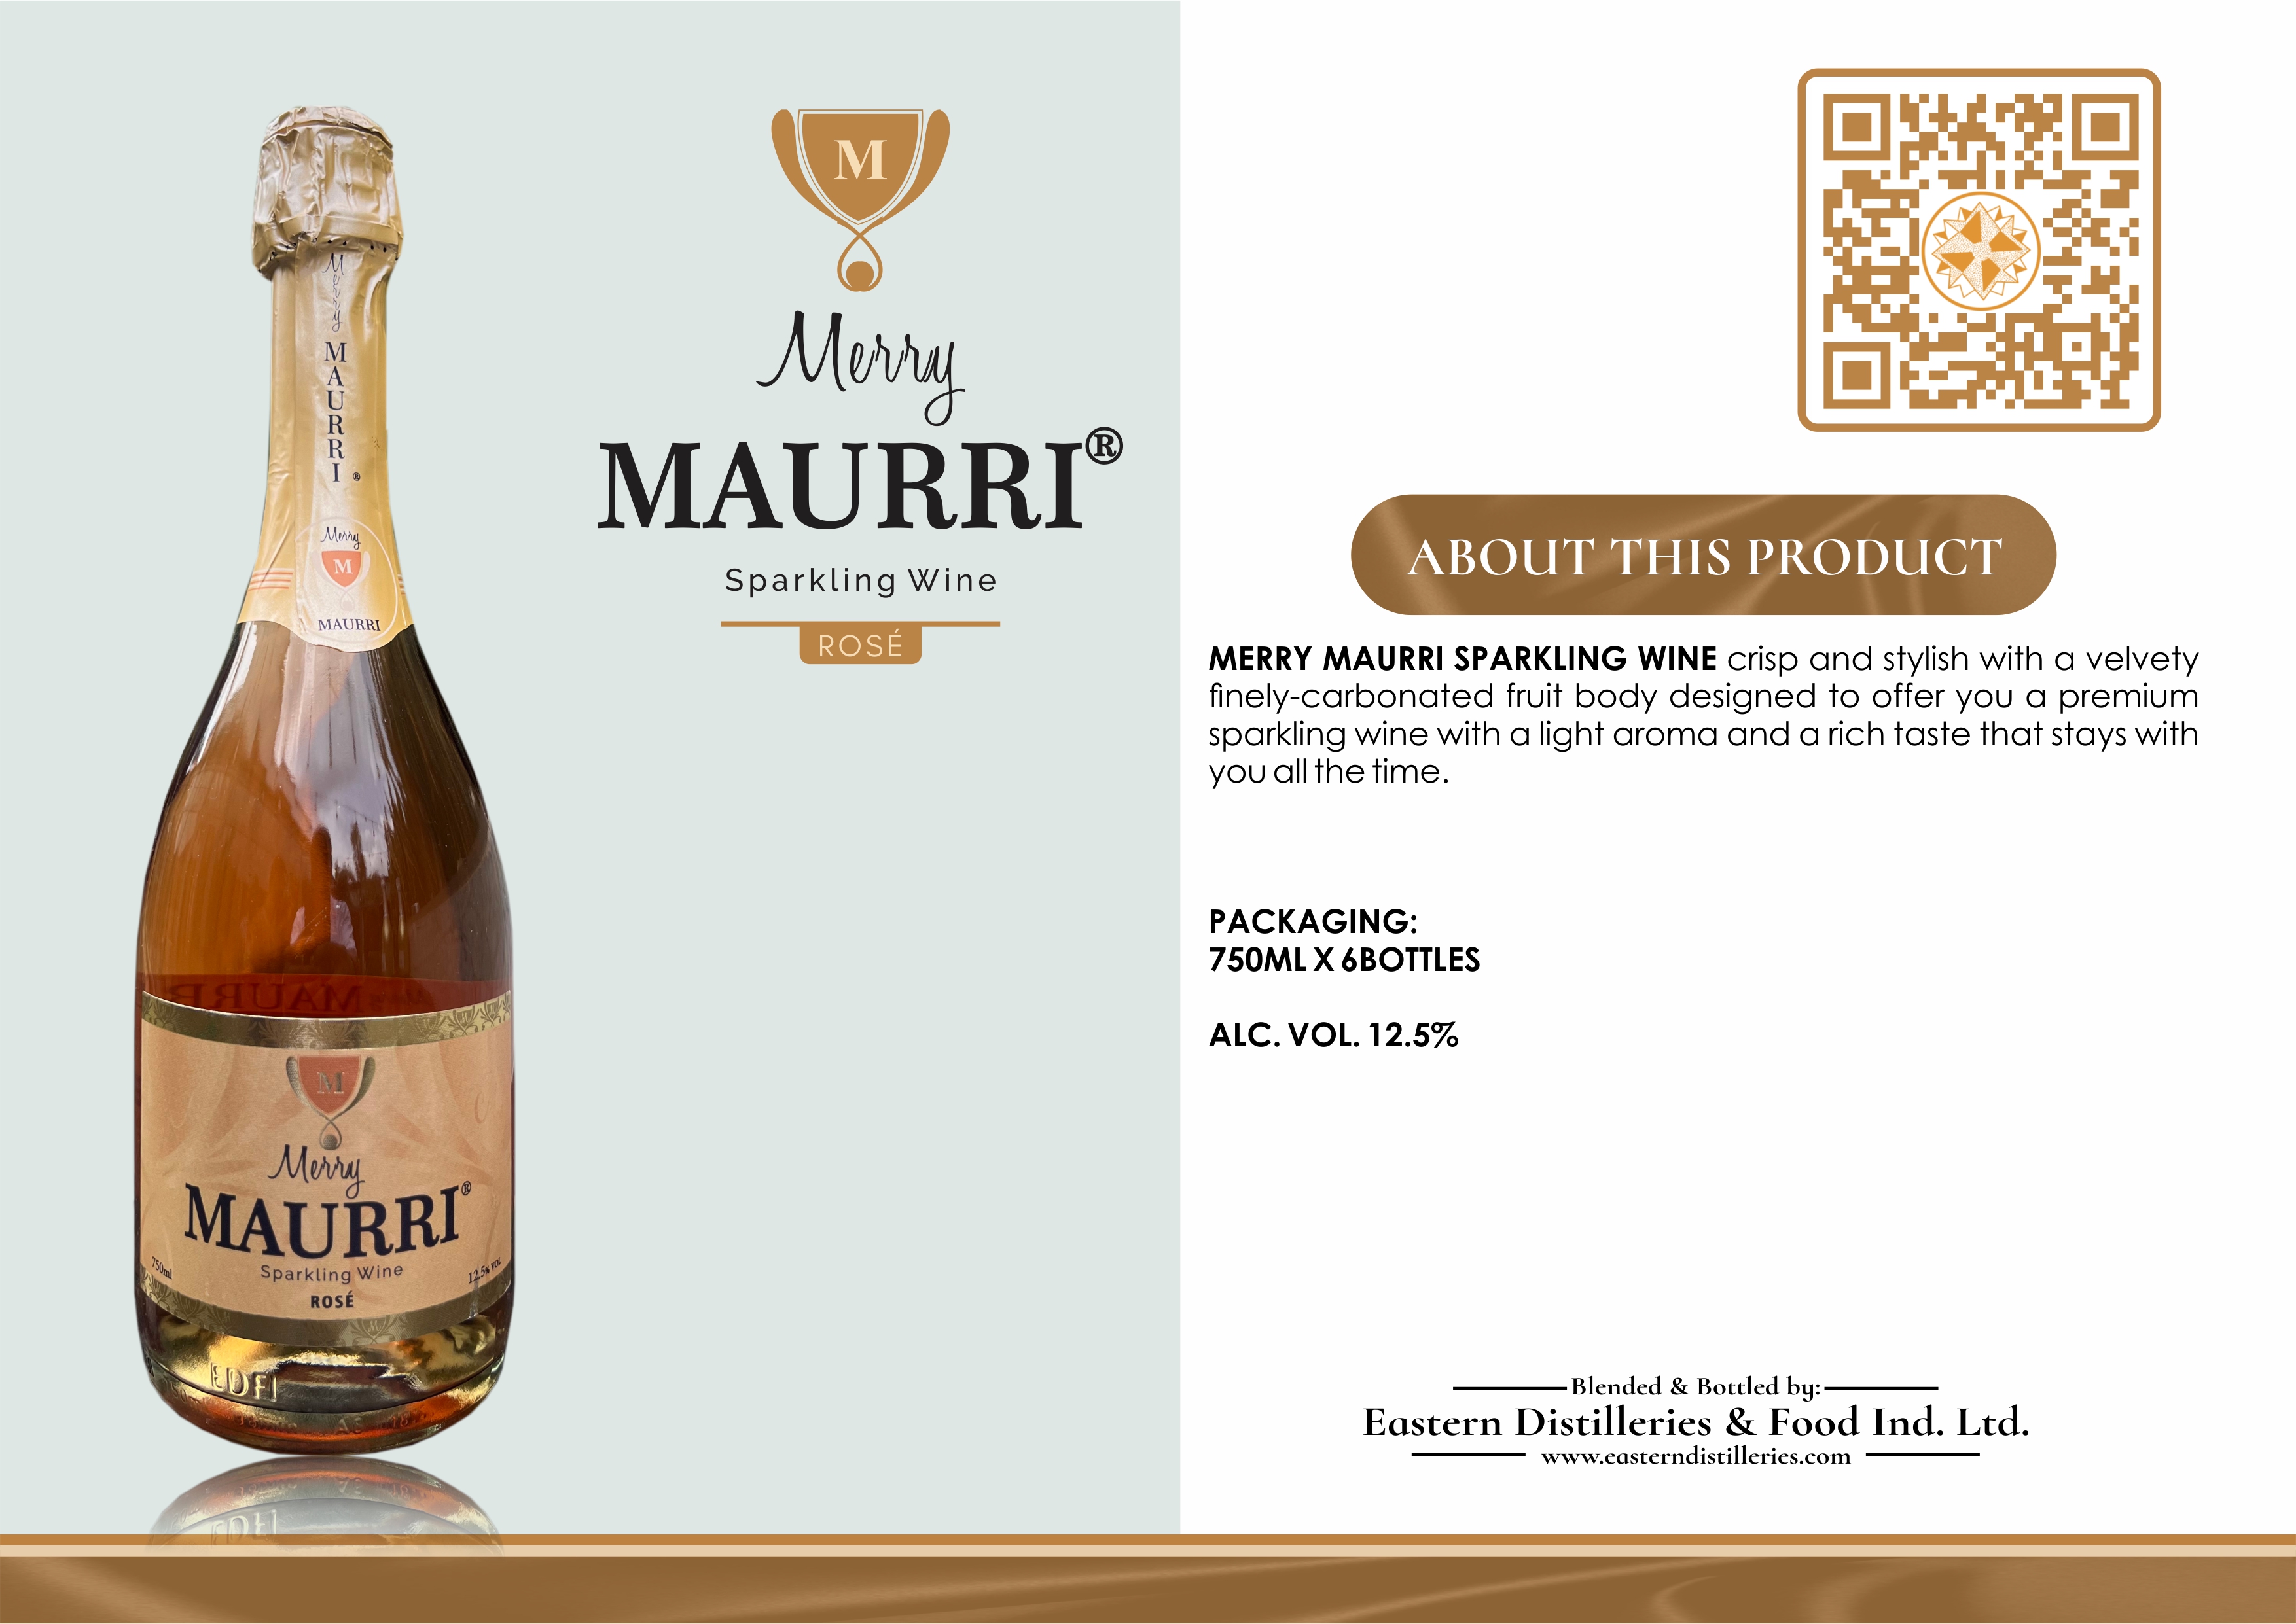 M
Merry
MAURRI®
Sparkling Wine
ROSÉ
Merry
MAURRI®
Merry
M
MAURRI
M
Merry
MAURRI®
750ml
Sparkling Wine
12.5% VOL
ROSÉ
EDFI
ABOUT THIS PRODUCT
MERRY MAURRI SPARKLING WINE crisp and stylish with a velvety
finely-carbonated fruit body designed to offer you a premium
sparkling wine with a light aroma and a rich taste that stays with
you all the time.
PACKAGING:
750ML X 6BOTTLES
ALC. VOL. 12.5%
Blended & Bottled by:
Eastern Distilleries & Food Ind. Ltd.
www.easterndistilleries.com